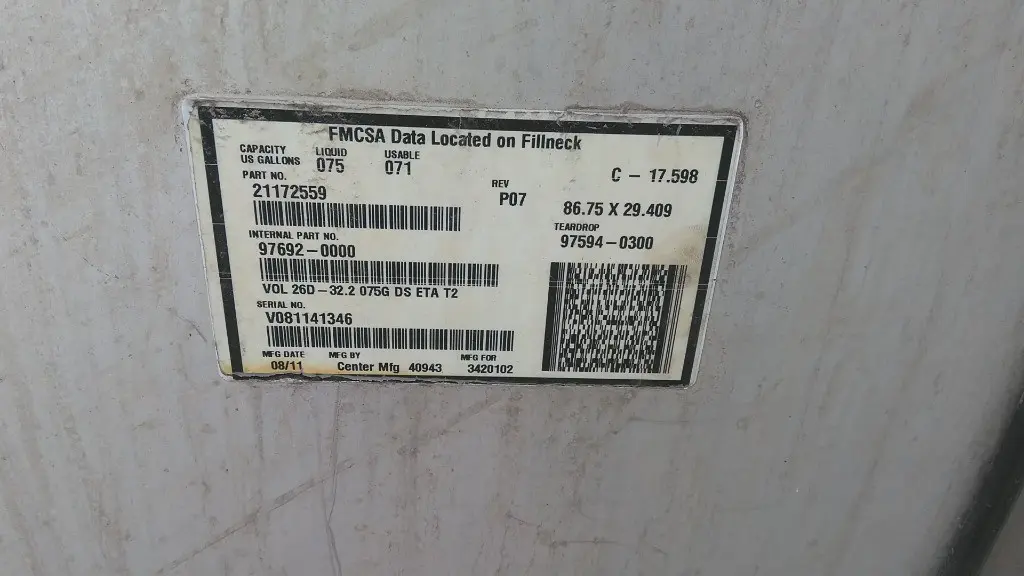 FMCSA Data Located on Fillneck
CAPACITY US GALLONS LIQUID 075 USABLE 071
C – 17.598
PART NO.
21172559
REV
P07
86.75 X 29.409
TEARDROP
97594–0300
INTERNAL PART NO.
97692–0000
VOL 26D–32.2 075G DS ETA T2
SERIAL NO.
V081141346
MFG DATE MFG BY MFG FOR
08/11 Center Mfg 40943 3420102